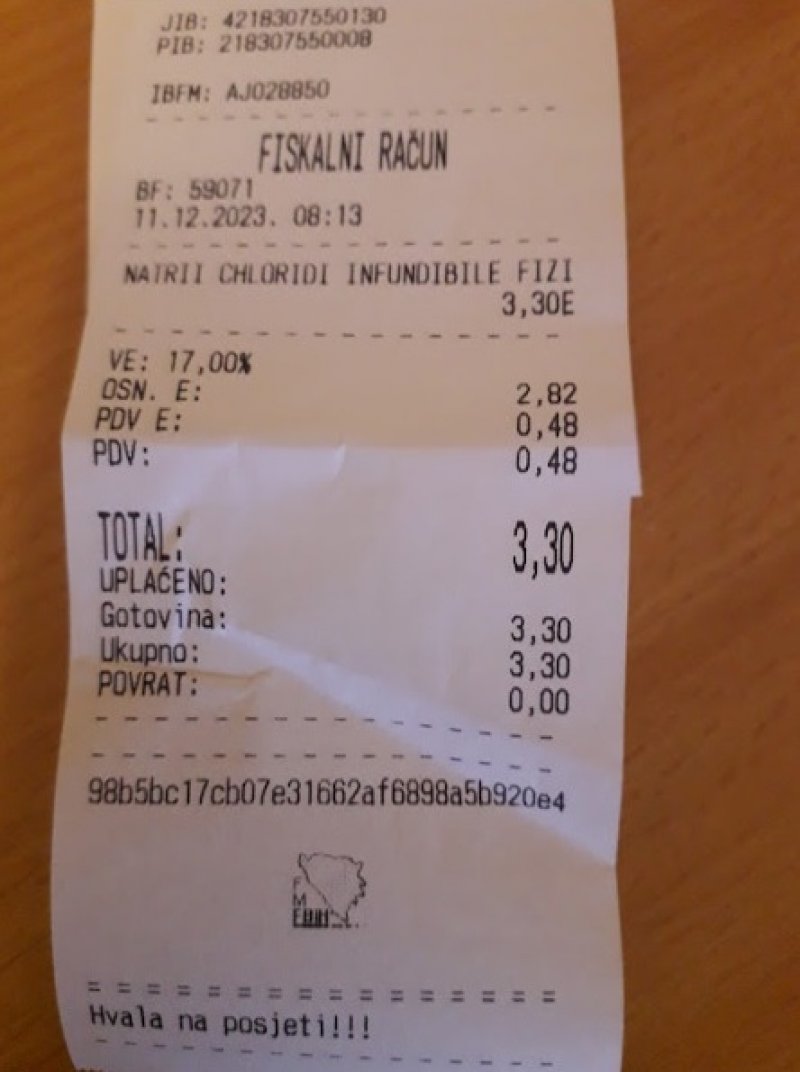 JIB: 4218307550130
PIB: 218307550008
IBFM: AJ028850
FISKALNI RAČUN
BF: 59071
11.12.2023. 08:13
NATRII CHLORIDI INFUNDIBILE FIZI
3,30E
VE: 17,00%
OSN. E: 2,82
PDV E: 0,48
PDV: 0,48
TOTAL: 3,30
UPLAĆENO:
Gotovina: 3,30
Ukupno: 3,30
POVRAT: 0,00
98b5bc17cb07e31662af6898a5b920e4
F
M
Hvala na posjeti!!!